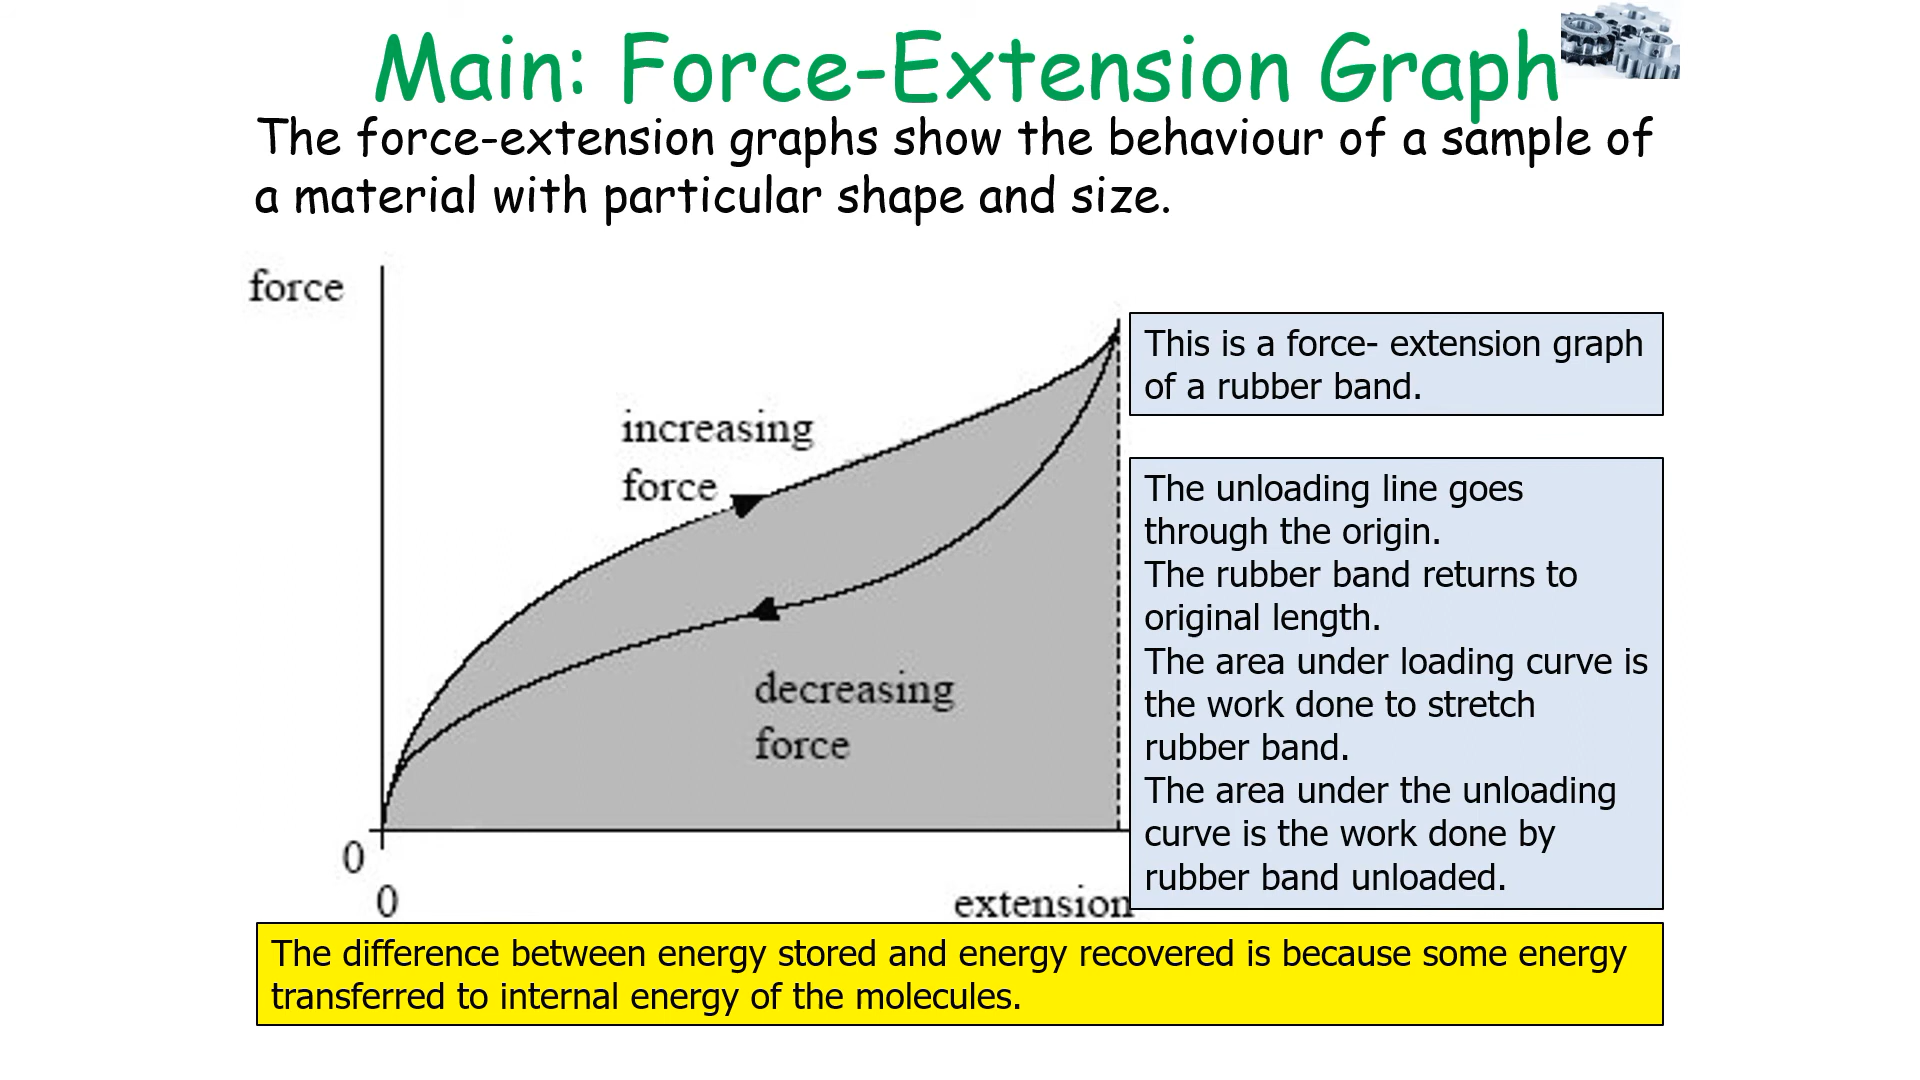 Main: Force-Extension Graph
The force-extension graphs show the behaviour of a sample of
a material with particular shape and size.
force
increasing
force
decreasing
force
0
0
extension
This is a force- extension graph
of a rubber band.
The unloading line goes
through the origin.
The rubber band returns to
original length.
The area under loading curve is
the work done to stretch
rubber band.
The area under the unloading
curve is the work done by
rubber band unloaded.
The difference between energy stored and energy recovered is because some energy
transferred to internal energy of the molecules.